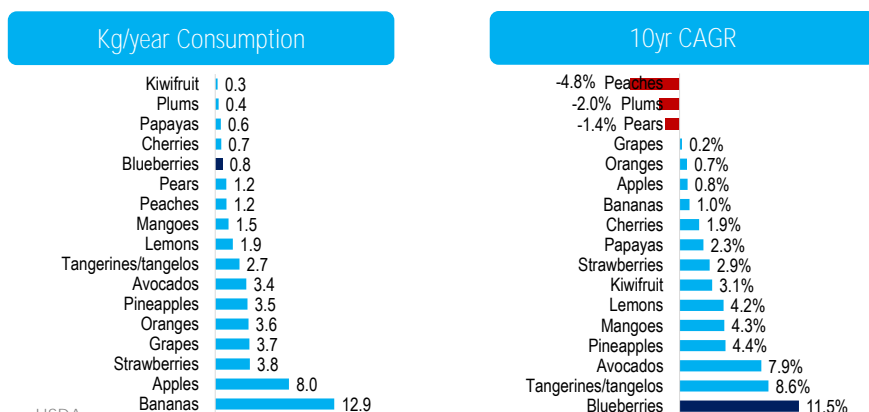 Kg/year Consumption
Kiwifruit 0.3
Plums 0.4
Papayas 0.6
Cherries 0.7
Blueberries 0.8
Pears 1.2
Peaches 1.2
Mangoes 1.5
Lemons 1.9
Tangerines/tangelos 2.7
Avocados 3.4
Pineapples 3.5
Oranges 3.6
Grapes 3.7
Strawberries 3.8
Apples 8.0
Bananas 12.9
USDA
10yr CAGR
-4.8% Peaches
-2.0% Plums
-1.4% Pears
Grapes 0.2%
Oranges 0.7%
Apples 0.8%
Bananas 1.0%
Cherries 1.9%
Papayas 2.3%
Strawberries 2.9%
Kiwifruit 3.1%
Lemons 4.2%
Mangoes 4.3%
Pineapples 4.4%
Avocados 7.9%
Tangerines/tangelos 8.6%
Blueberries 11.5%